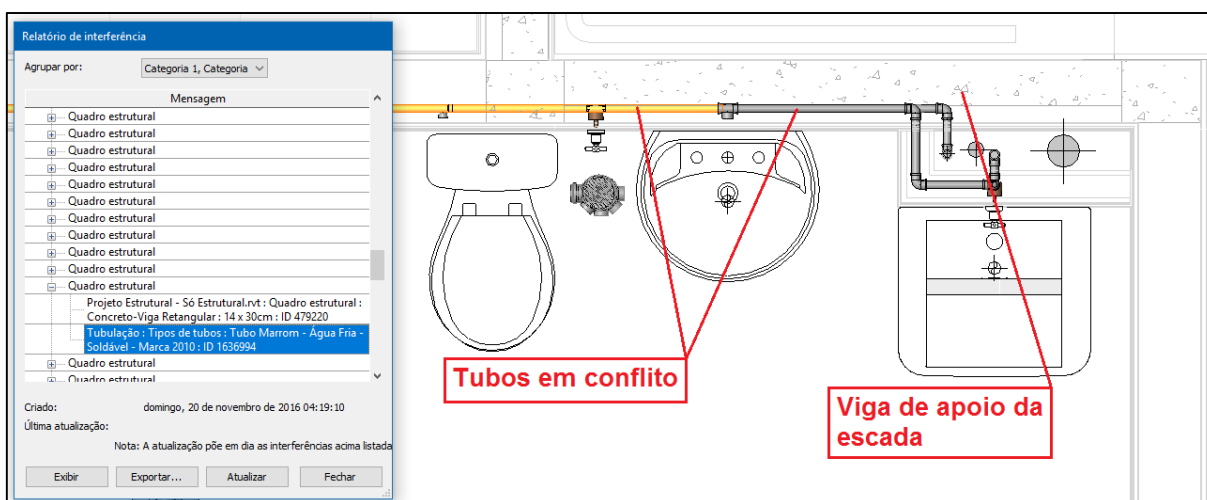 Relatório de interferência
Agrupar por:
Categoria 1, Categoria
Mensagem
Quadro estrutural
Quadro estrutural
Quadro estrutural
Quadro estrutural
Quadro estrutural
Quadro estrutural
Quadro estrutural
Quadro estrutural
Quadro estrutural
Quadro estrutural
Quadro estrutural
Projeto Estrutural - Só Estrutural.rvt : Quadro estrutural :
Concreto-Viga Retangular : 14 x 30cm : ID 479220
Tubulação : Tipos de tubos : Tubo Marrom - Água Fria -
Soldável - Marca 2010 : ID 1636994
Quadro estrutural
Quadro estrutural
Criado:
domingo, 20 de novembro de 2016 04:19:10
Última atualização:
Nota: A atualização põe em dia as interferências acima listada
Exibir
Exportar...
Atualizar
Fechar
Tubos em conflito
Viga de apoio da
escada